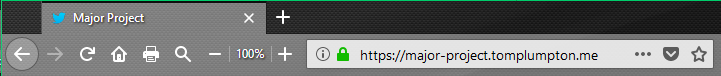 Major Project
100%
https://major-project.tomplumpton.me